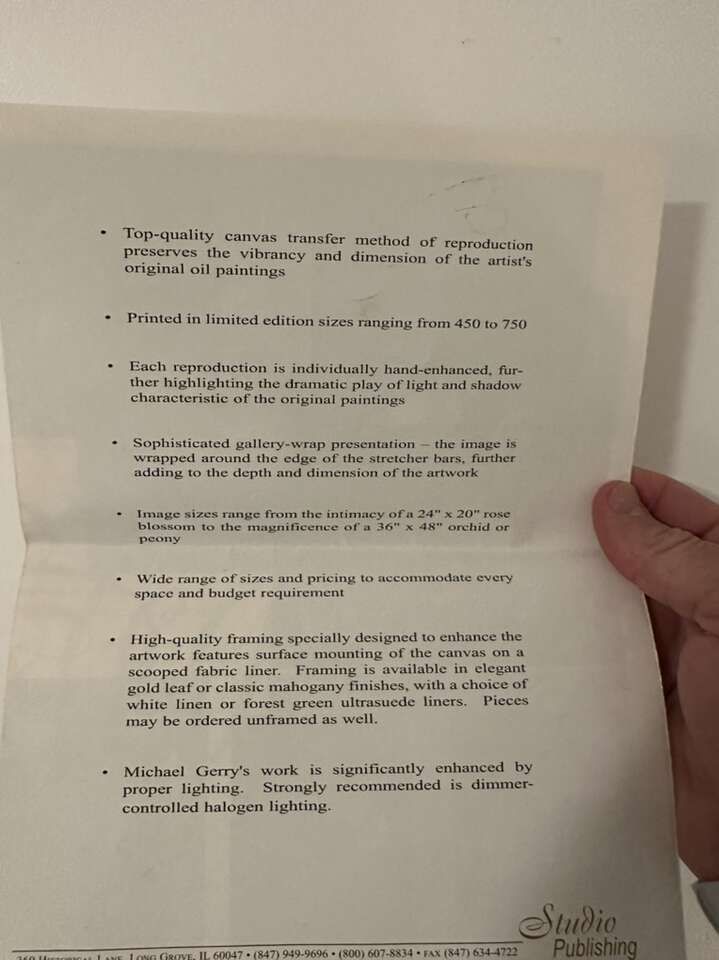 • Top-quality canvas transfer method of reproduction
preserves the vibrancy and dimension of the artist's
original oil paintings
• Printed in limited edition sizes ranging from 450 to 750
• Each reproduction is individually hand-enhanced, fur-
ther highlighting the dramatic play of light and shadow
characteristic of the original paintings
• Sophisticated gallery-wrap presentation – the image is
wrapped around the edge of the stretcher bars, further
adding to the depth and dimension of the artwork
• Image sizes range from the intimacy of a 24" x 20" rose
blossom to the magnificence of a 36" x 48" orchid or
peony
• Wide range of sizes and pricing to accommodate every
space and budget requirement
• High-quality framing specially designed to enhance the
artwork features surface mounting of the canvas on a
scooped fabric liner. Framing is available in elegant
gold leaf or classic mahogany finishes, with a choice of
white linen or forest green ultrasuede liners. Pieces
may be ordered unframed as well.
• Michael Gerry's work is significantly enhanced by
proper lighting. Strongly recommended is dimmer-
controlled halogen lighting.
Studio
Publishing
HISTORICAL LANE, LONG GROVE, IL 60047 • (847) 949-9696 • (800) 607-8834 • FAX (847) 634-4722